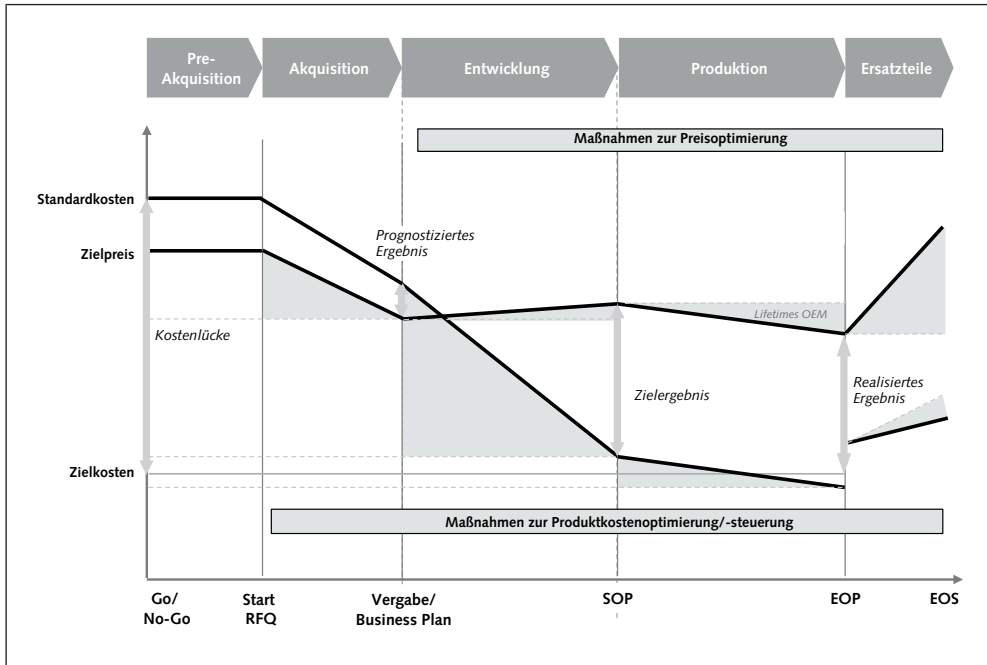 Pre-
Akquisition
Akquisition
Entwicklung
Produktion
Ersatzteile
Maßnahmen zur Preisoptimierung
Standardkosten
Zielpreis
Prognostiziertes
Ergebnis
Lifetimes OEM
Kostenlücke
Zielergebnis
Realisiertes
Ergebnis
Zielkosten
Maßnahmen zur Produktkostenoptimierung/-steuerung
Go/
No-Go
Start
RFQ
Vergabe/
Business Plan
SOP
EOP
EOS